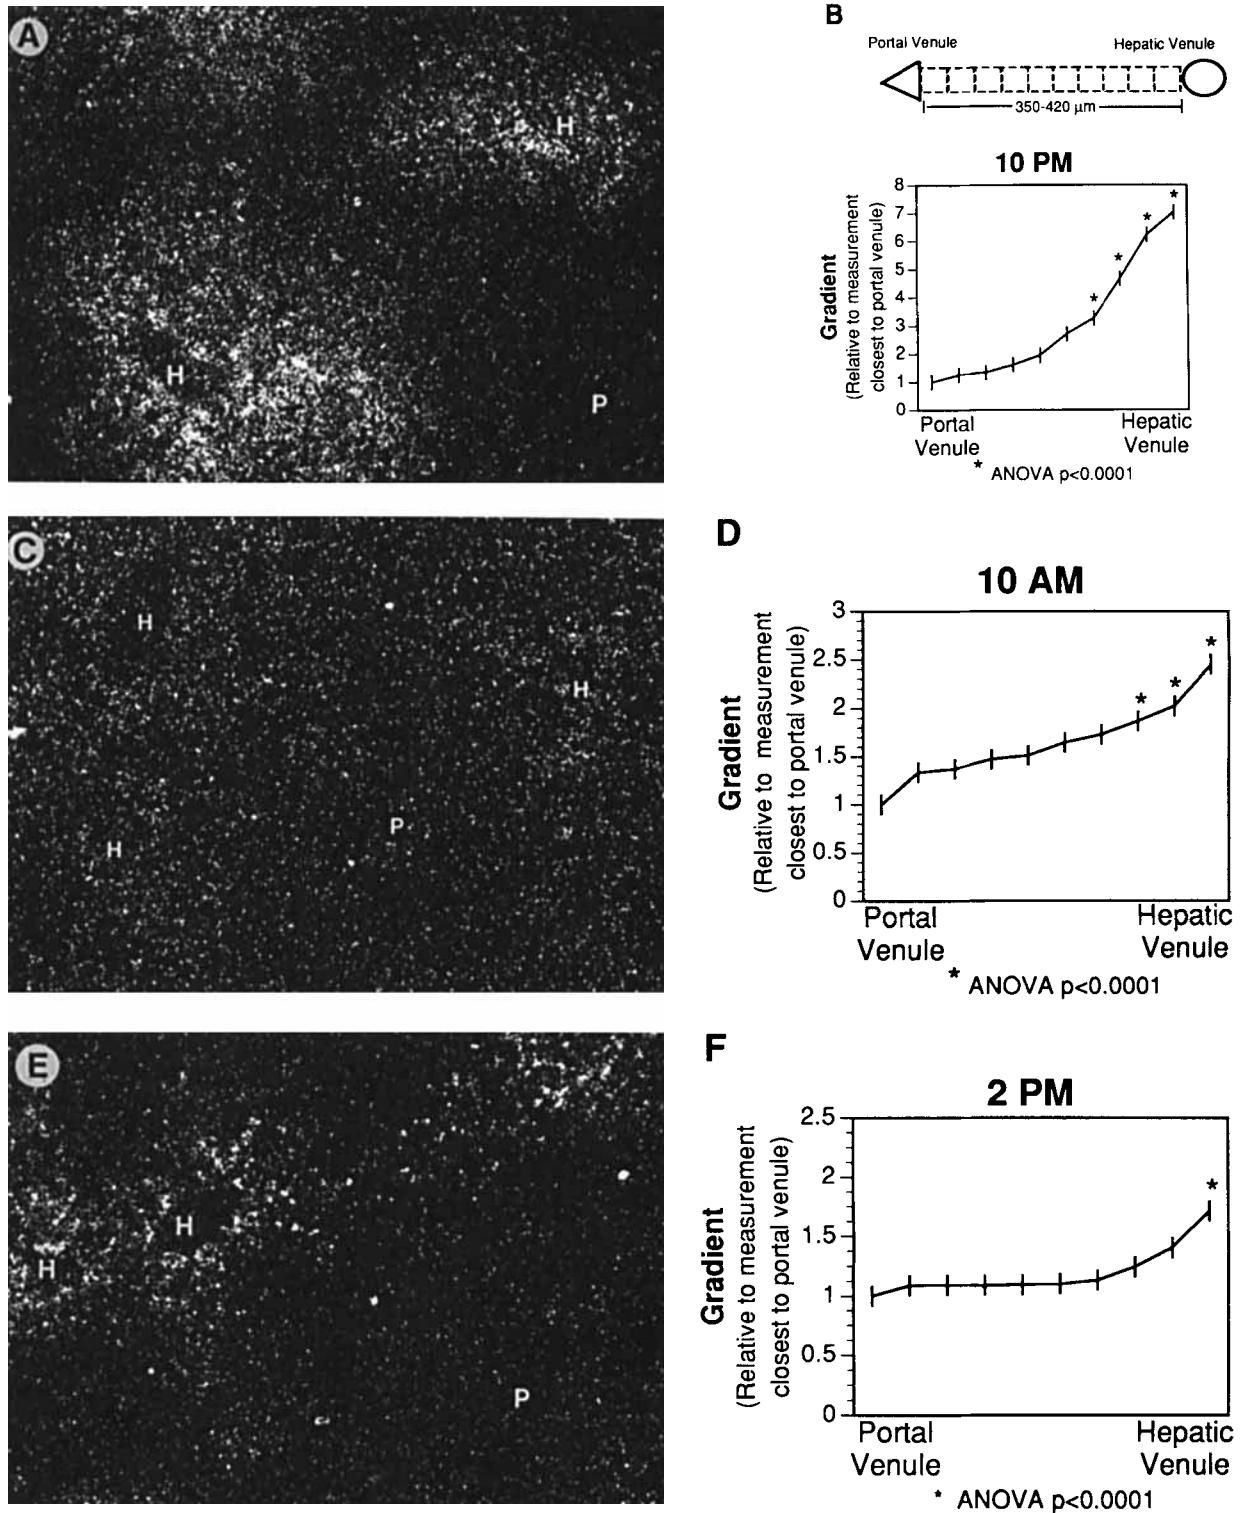 A
H
H
P
B
Portal Venule
Hepatic Venule
350-420 µm
10 PM
Gradient
(Relative to measurement
closest to portal venule)
8
7
6
5
4
3
2
1
0
Portal
Venule
Hepatic
Venule
* ANOVA p<0.0001
*
*
*
*
C
H
H
H
P
D
10 AM
Gradient
(Relative to measurement
closest to portal venule)
3
2.5
2
1.5
1
0.5
0
*
*
*
Portal
Venule
Hepatic
Venule
* ANOVA p<0.0001
E
H
H
P
F
2 PM
Gradient
(Relative to measurement
closest to portal venule)
2.5
2
1.5
1
0.5
0
*
Portal
Venule
Hepatic
Venule
* ANOVA p<0.0001